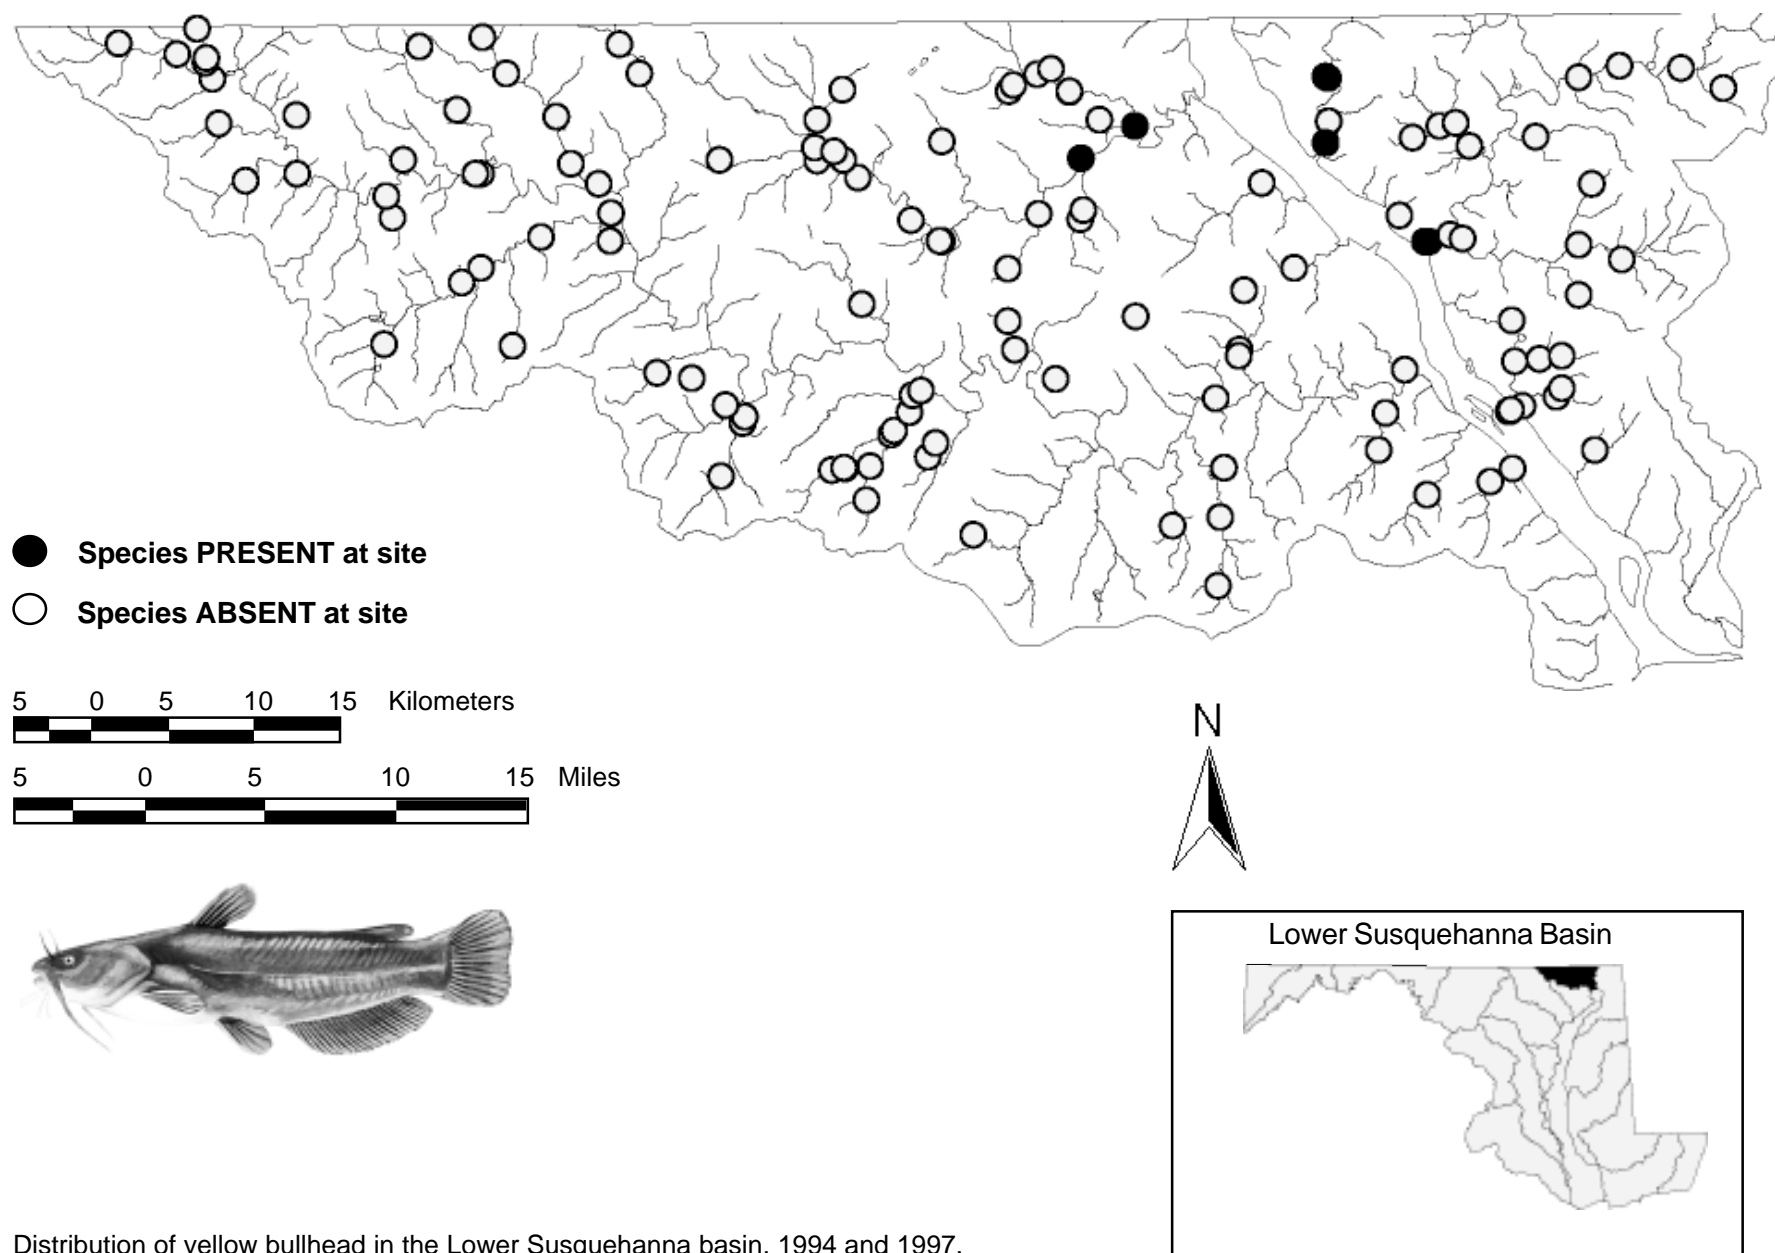 Species PRESENT at site
Species ABSENT at site
5 0 5 10 15 Kilometers
5 0 5 10 15 Miles
N
Lower Susquehanna Basin
Distribution of yellow bullhead in the Lower Susquehanna basin, 1994 and 1997.